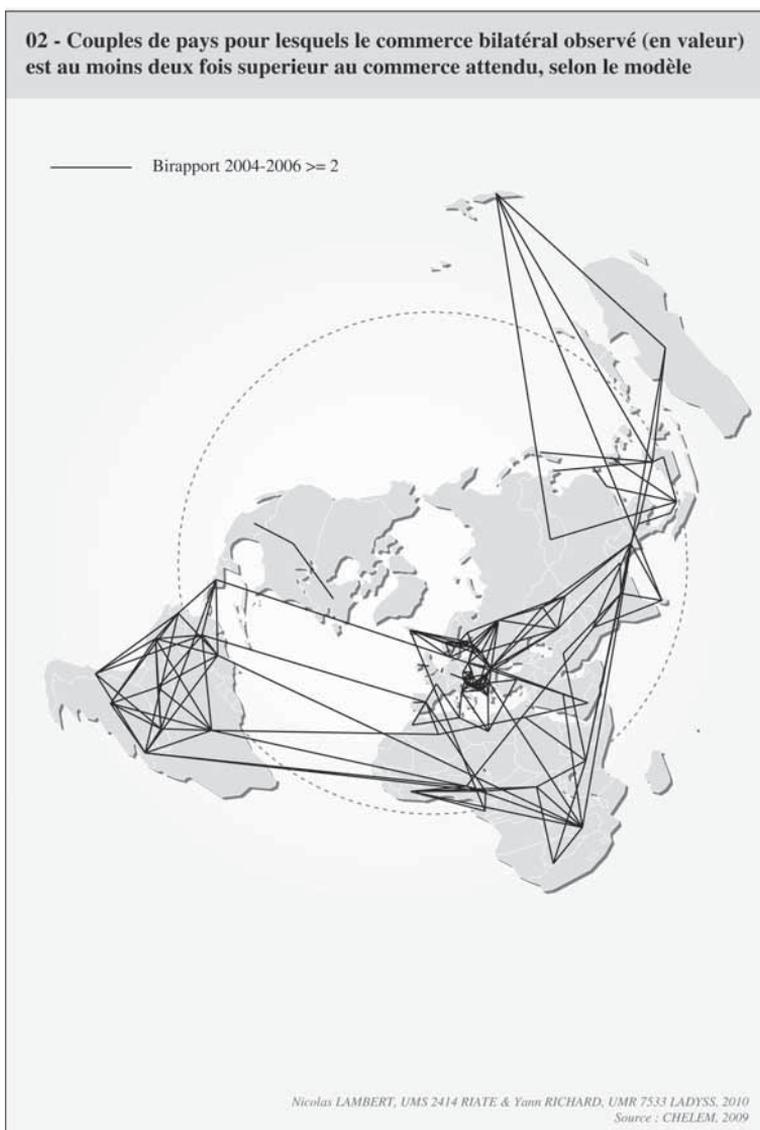 02 - Couples de pays pour lesquels le commerce bilatéral observé (en valeur)
est au moins deux fois superieur au commerce attendu, selon le modèle
Birapport 2004-2006 >= 2
Nicolas LAMBERT, UMS 2414 RIATE & Yann RICHARD, UMR 7533 LADYSS, 2010
Source : CHELEM, 2009